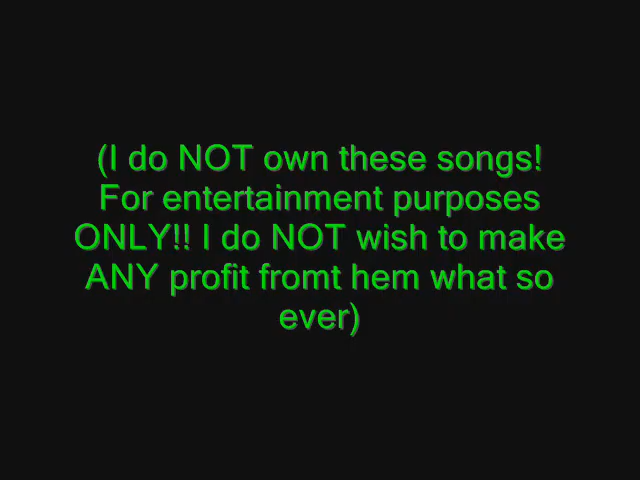 (I do NOT own these songs!
For entertainment purposes
ONLY!! I do NOT wish to make
ANY profit fromt hem what so
ever)